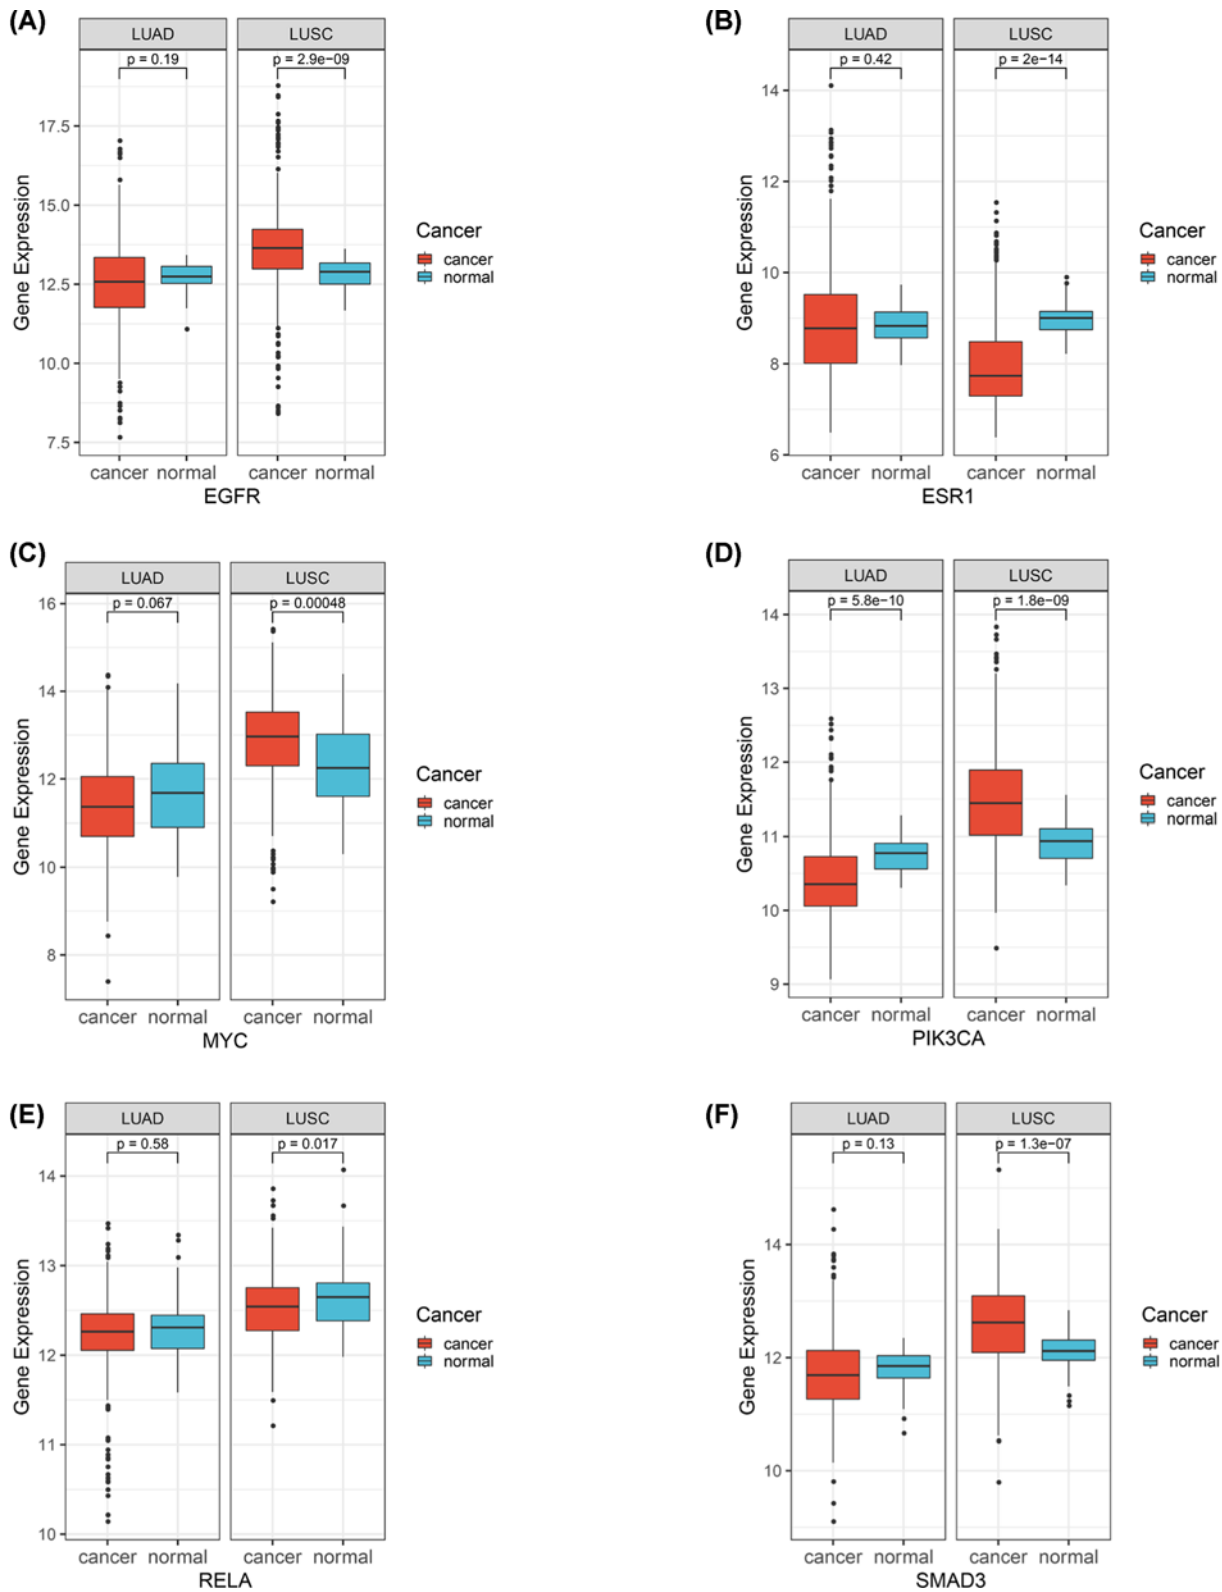 (A)
LUAD
LUSC
p = 0.19
p = 2.9e−09
17.5
15.0
12.5
10.0
7.5
Gene Expression
cancer
normal
cancer
normal
EGFR
Cancer
cancer
normal
(B)
LUAD
LUSC
p = 0.42
p = 2e−14
14
12
10
8
6
Gene Expression
cancer
normal
cancer
normal
ESR1
Cancer
cancer
normal
(C)
LUAD
LUSC
p = 0.067
p = 0.00048
16
14
12
10
8
Gene Expression
cancer
normal
cancer
normal
MYC
Cancer
cancer
normal
(D)
LUAD
LUSC
p = 5.8e−10
p = 1.8e−09
14
13
12
11
10
9
Gene Expression
cancer
normal
cancer
normal
PIK3CA
Cancer
cancer
normal
(E)
LUAD
LUSC
p = 0.58
p = 0.017
14
13
12
11
10
Gene Expression
cancer
normal
cancer
normal
RELA
Cancer
cancer
normal
(F)
LUAD
LUSC
p = 0.13
p = 1.3e−07
14
12
10
Gene Expression
cancer
normal
cancer
normal
SMAD3
Cancer
cancer
normal